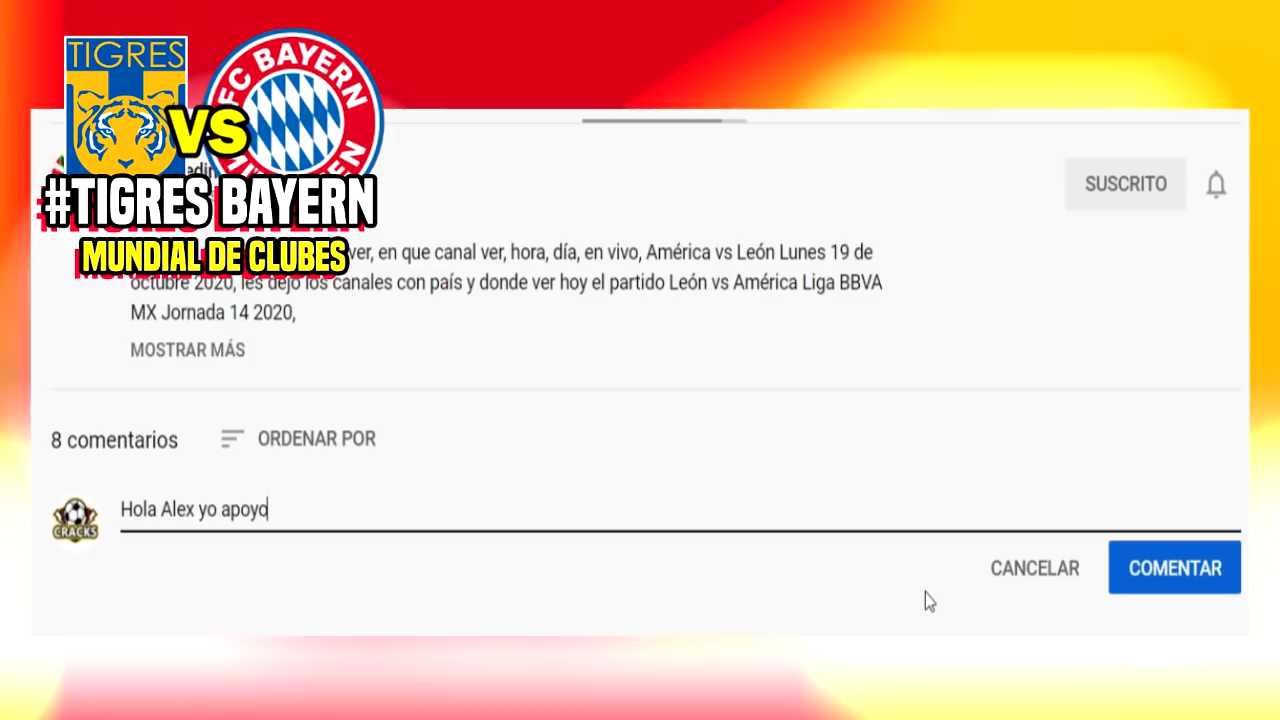 TIGRES
FC BAYERN
VS
#TIGRES BAYERN
MUNDIAL DE CLUBES
SUSCRITO
ver, en que canal ver, hora, día, en vivo, América vs León Lunes 19 de
octubre 2020, les dejo los canales con país y donde ver hoy el partido León vs América Liga BBVA
MX Jornada 14 2020,
MOSTRAR MÁS
8 comentarios
ORDENAR POR
CRACKS
Hola Alex yo apoyo
CANCELAR
COMENTAR